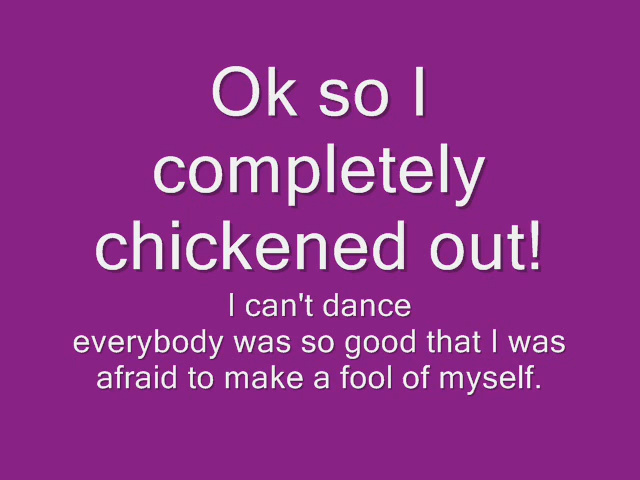 Ok so I
completely
chickened out!
I can't dance
everybody was so good that I was
afraid to make a fool of myself.